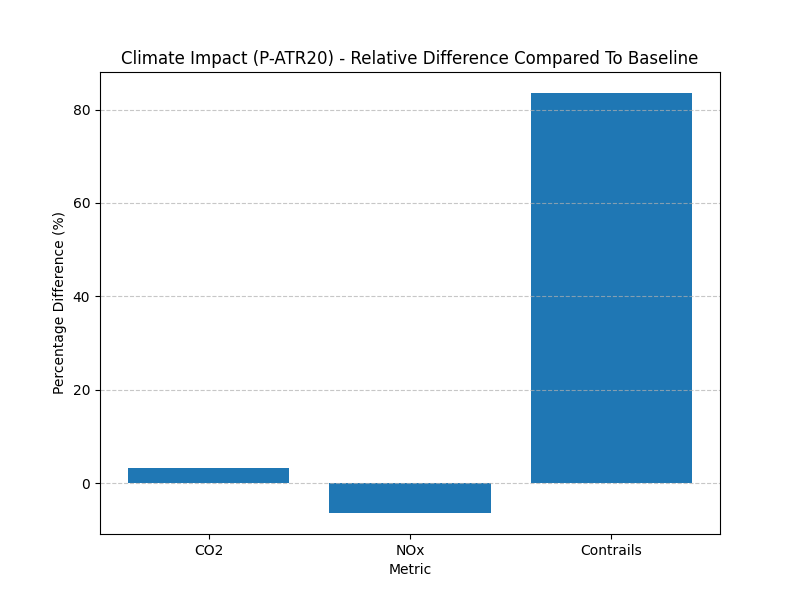 Climate Impact (P-ATR20) - Relative Difference Compared To Baseline
Percentage Difference (%)
80
60
40
20
0
CO2 NOx Contrails
Metric